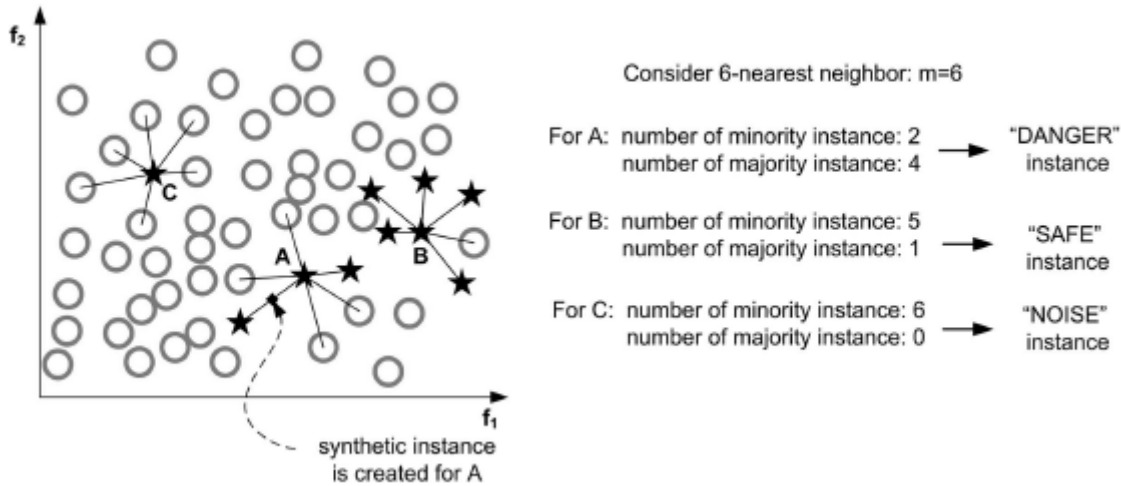 f2
Consider 6-nearest neighbor: m=6
For A: number of minority instance: 2
number of majority instance: 4
"DANGER"
instance
For B: number of minority instance: 5
number of majority instance: 1
"SAFE"
instance
For C: number of minority instance: 6
number of majority instance: 0
"NOISE"
instance
C
A
B
f1
synthetic instance
is created for A